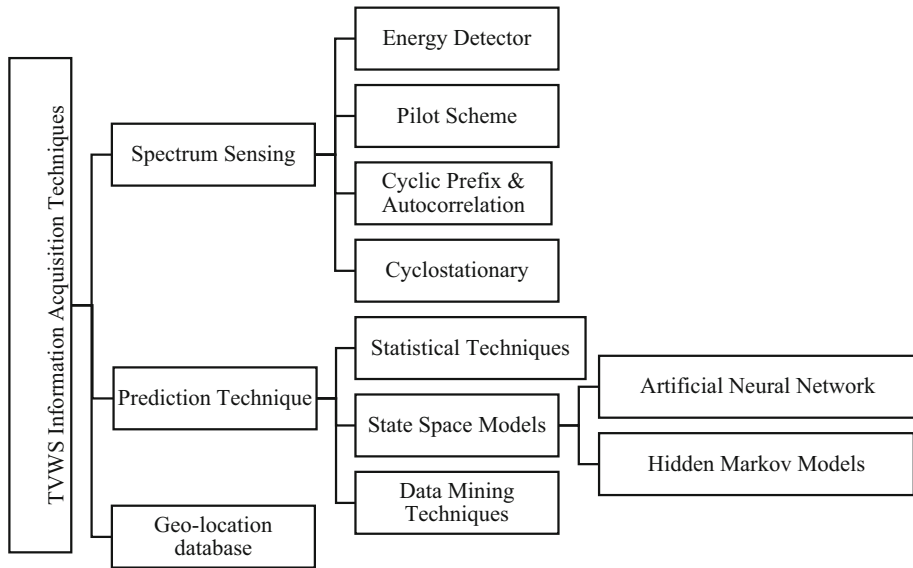 TVWS Information Acquisition Techniques
Spectrum Sensing
Energy Detector
Pilot Scheme
Cyclic Prefix &
Autocorrelation
Cyclostationary
Prediction Technique
Statistical Techniques
State Space Models
Artificial Neural Network
Hidden Markov Models
Data Mining
Techniques
Geo-location
database